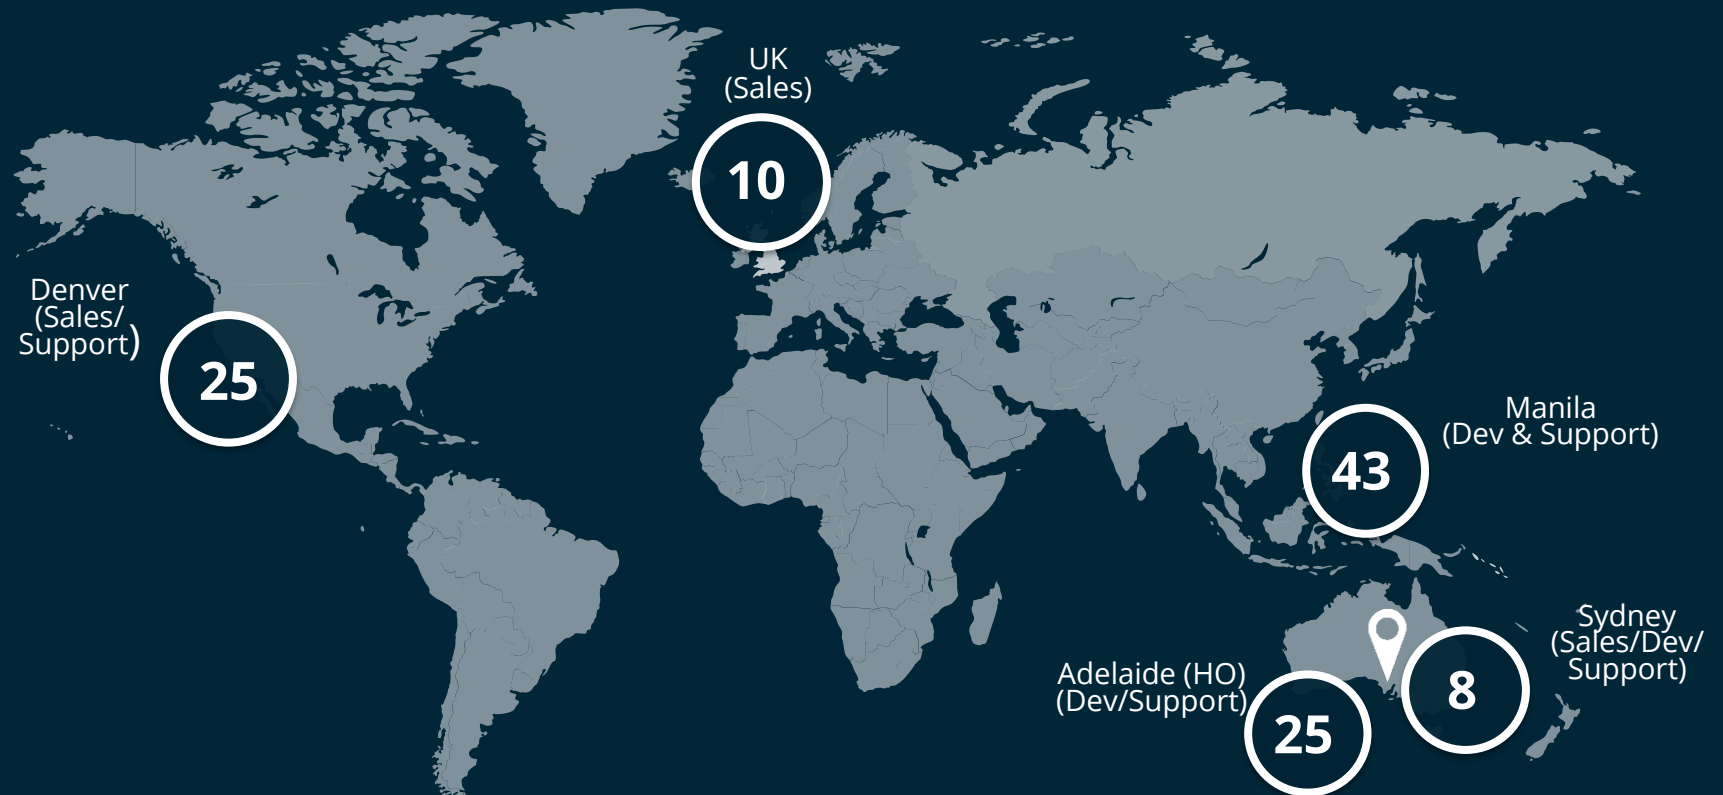 UK
(Sales)
10
Denver
(Sales/
Support)
25
Manila
(Dev & Support)
43
Sydney
(Sales/Dev/
Support)
8
Adelaide (HO)
(Dev/Support)
25